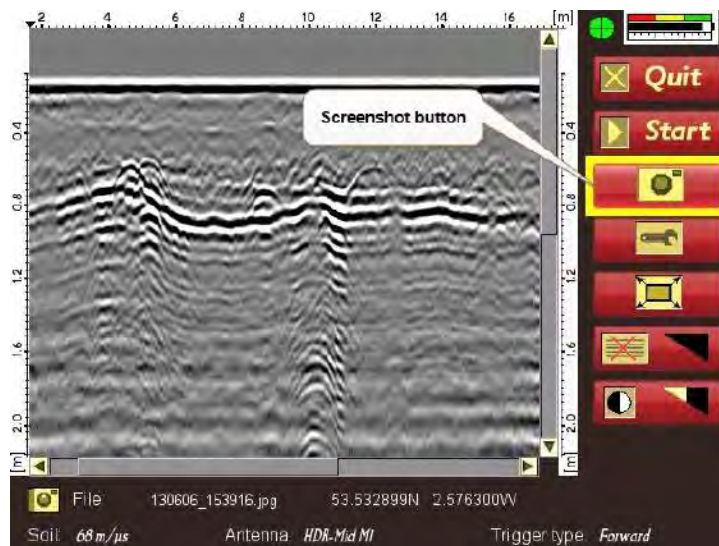 2 4 6 8 10 12 14 16 [m]
Quit
Start
Screenshot button
0.4 0.4
0.8 0.8
1.2 1.2
1.6 1.6
2.0 2.0
[m] [m]
File 130606_153916.jpg 53.532899N 2.576300W
Soil: 68 m/µs Antenna: HDR-Mid MI Trigger type: Forward